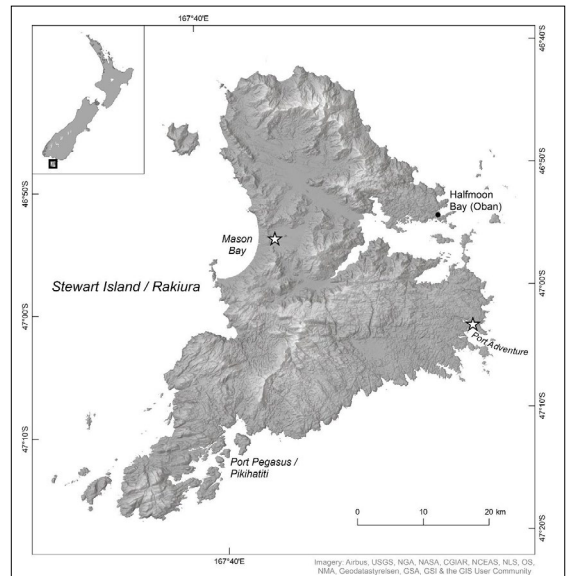 167°40'E
46°40'S
46°50'S
46°50'S
Halfmoon
Bay (Oban)
Mason
Bay
Stewart Island / Rakiura
47°00'S
47°00'S
Port Adventure
47°10'S
47°10'S
Port Pegasus /
Pikihatiti
0 10 20 km
47°20'S
167°40'E
Imagery: Airbus, USGS, NGA, NASA, CGIAR, NCEAS, NLS, OS,
NMA, Geodatastyrelsen, GSA, GSI & the GIS User Community